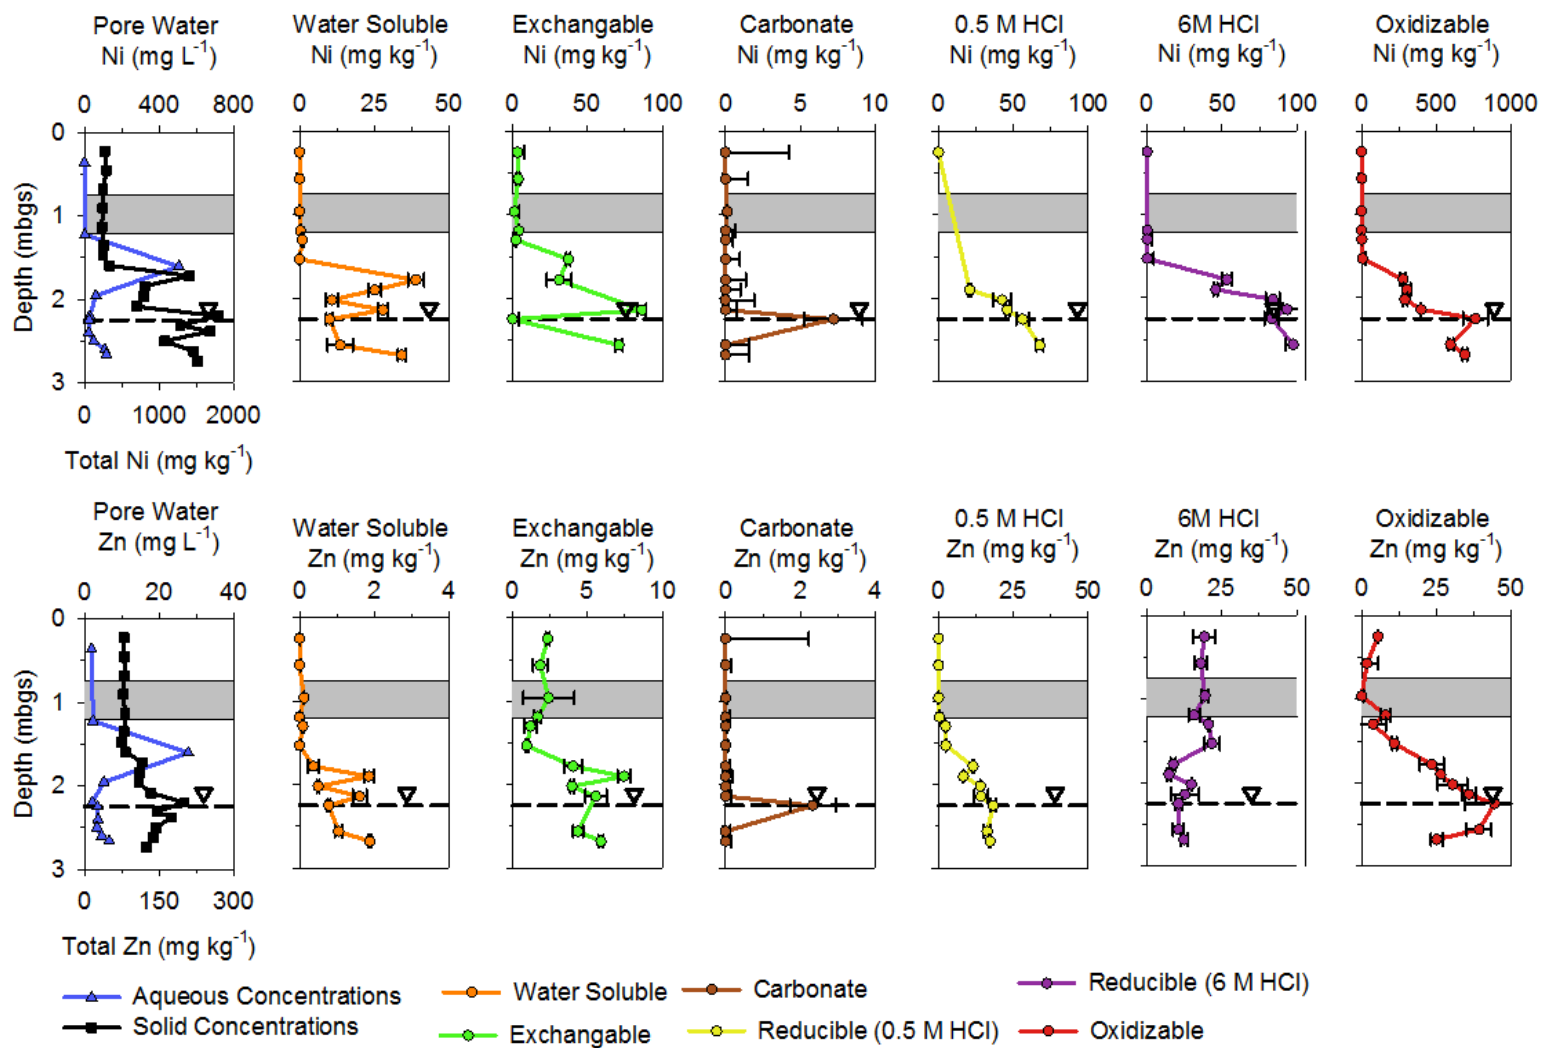 Pore Water Water Soluble Exchangable Carbonate 0.5 M HCl 6M HCl Oxidizable
Ni (mg L-1) Ni (mg kg-1) Ni (mg kg-1) Ni (mg kg-1) Ni (mg kg-1) Ni (mg kg-1) Ni (mg kg-1)
0 400 800 0 25 50 0 50 100 0 5 10 0 50 100 0 50 100 0 500 1000
0
1
2
3
Depth (mbgs)
0 1000 2000
Total Ni (mg kg-1)
Pore Water Water Soluble Exchangable Carbonate 0.5 M HCl 6M HCl Oxidizable
Zn (mg L-1) Zn (mg kg-1) Zn (mg kg-1) Zn (mg kg-1) Zn (mg kg-1) Zn (mg kg-1) Zn (mg kg-1)
0 20 40 0 2 4 0 5 10 0 2 4 0 25 50 0 25 50 0 25 50
0
1
2
3
Depth (mbgs)
0 150 300
Total Zn (mg kg-1)
Aqueous Concentrations Water Soluble Carbonate Reducible (6 M HCl)
Solid Concentrations Exchangable Reducible (0.5 M HCl) Oxidizable